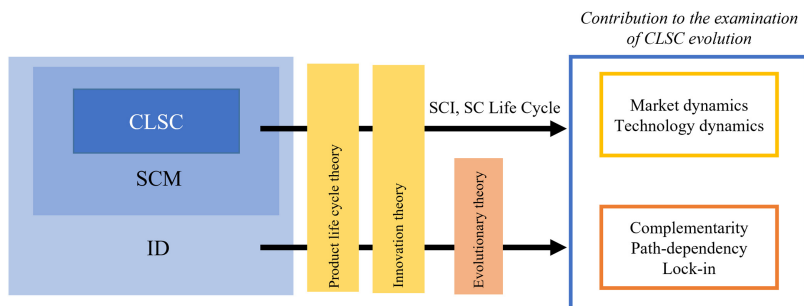 Contribution to the examination
of CLSC evolution
CLSC
SCM
ID
Product life cycle theory
Innovation theory
Evolutionary theory
SCI, SC Life Cycle
Market dynamics
Technology dynamics
Complementarity
Path-dependency
Lock-in